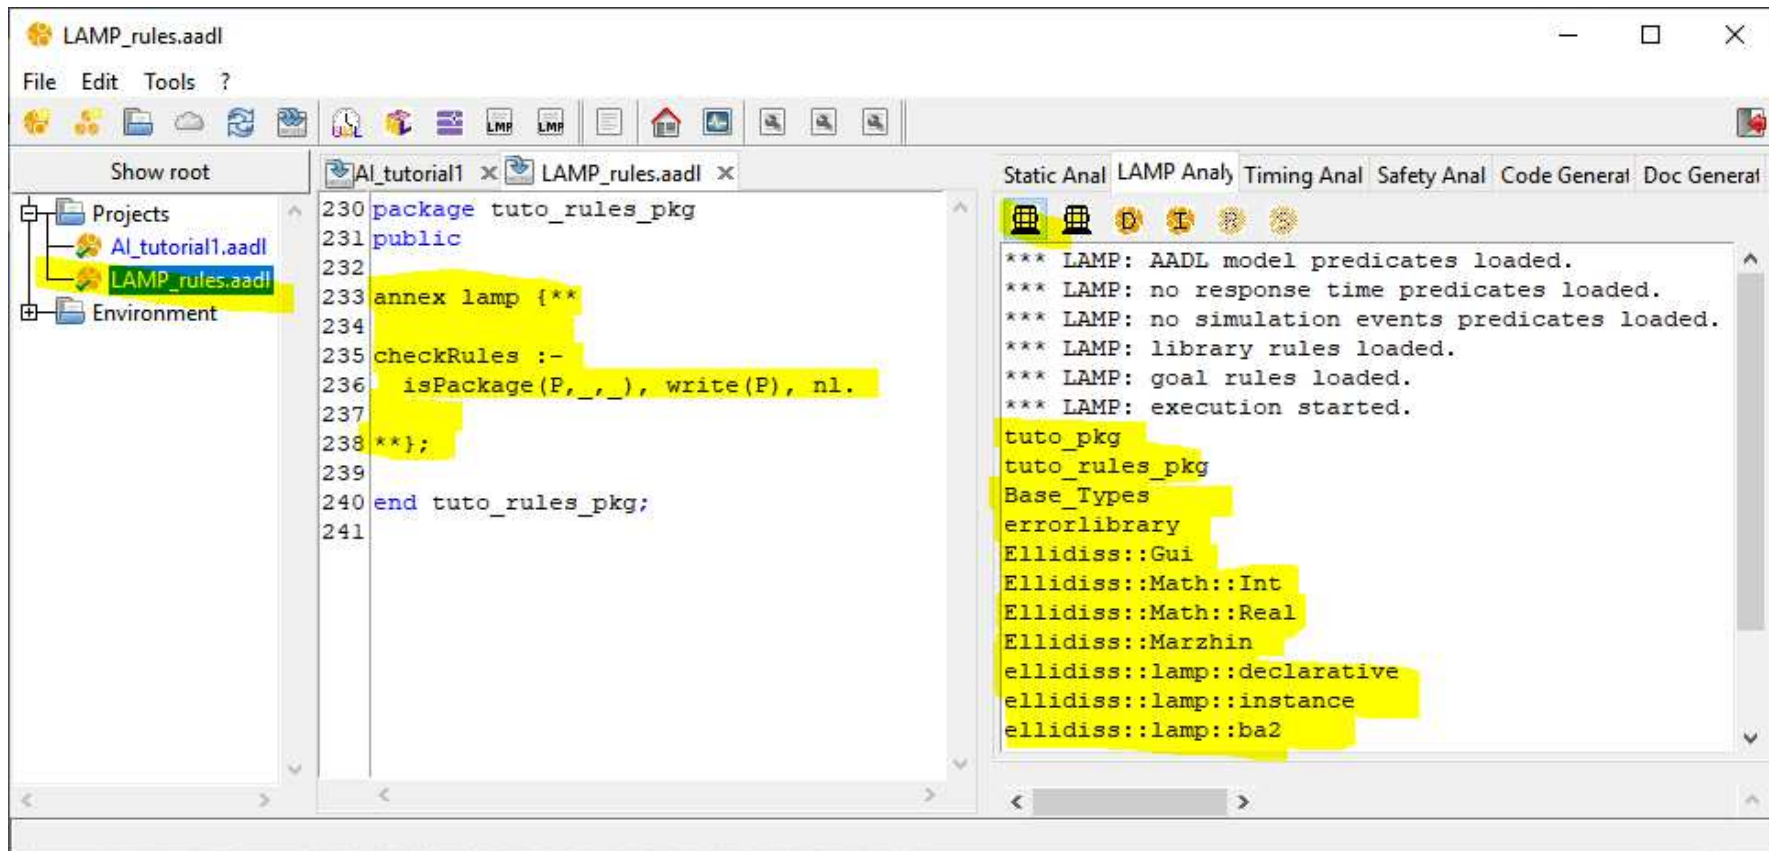 LAMP_rules.aadl
File Edit Tools ?
LMP LMP
Show root
Projects
AI_tutorial1.aadl
LAMP_rules.aadl
Environment
AI_tutorial1 LAMP_rules.aadl
230 package tuto_rules_pkg
231 public
232
233 annex lamp {**
234
235 checkRules :-
236 isPackage(P,_,_), write(P), nl.
237
238 **};
239
240 end tuto_rules_pkg;
241
Static Anal LAMP Analy Timing Anal Safety Anal Code Generat Doc Generat
D I R S
*** LAMP: AADL model predicates loaded.
*** LAMP: no response time predicates loaded.
*** LAMP: no simulation events predicates loaded.
*** LAMP: library rules loaded.
*** LAMP: goal rules loaded.
*** LAMP: execution started.
tuto_pkg
tuto_rules_pkg
Base_Types
errorlibrary
Ellidiss::Gui
Ellidiss::Math::Int
Ellidiss::Math::Real
Ellidiss::Marzhin
ellidiss::lamp::declarative
ellidiss::lamp::instance
ellidiss::lamp::ba2